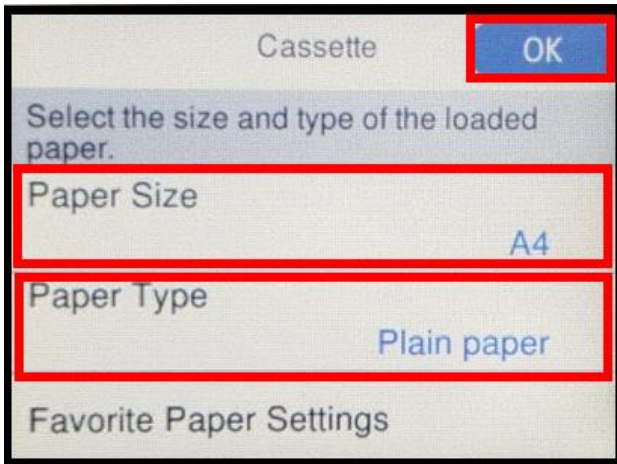 Cassette
OK
Select the size and type of the loaded
paper.
Paper Size
A4
Paper Type
Plain paper
Favorite Paper Settings